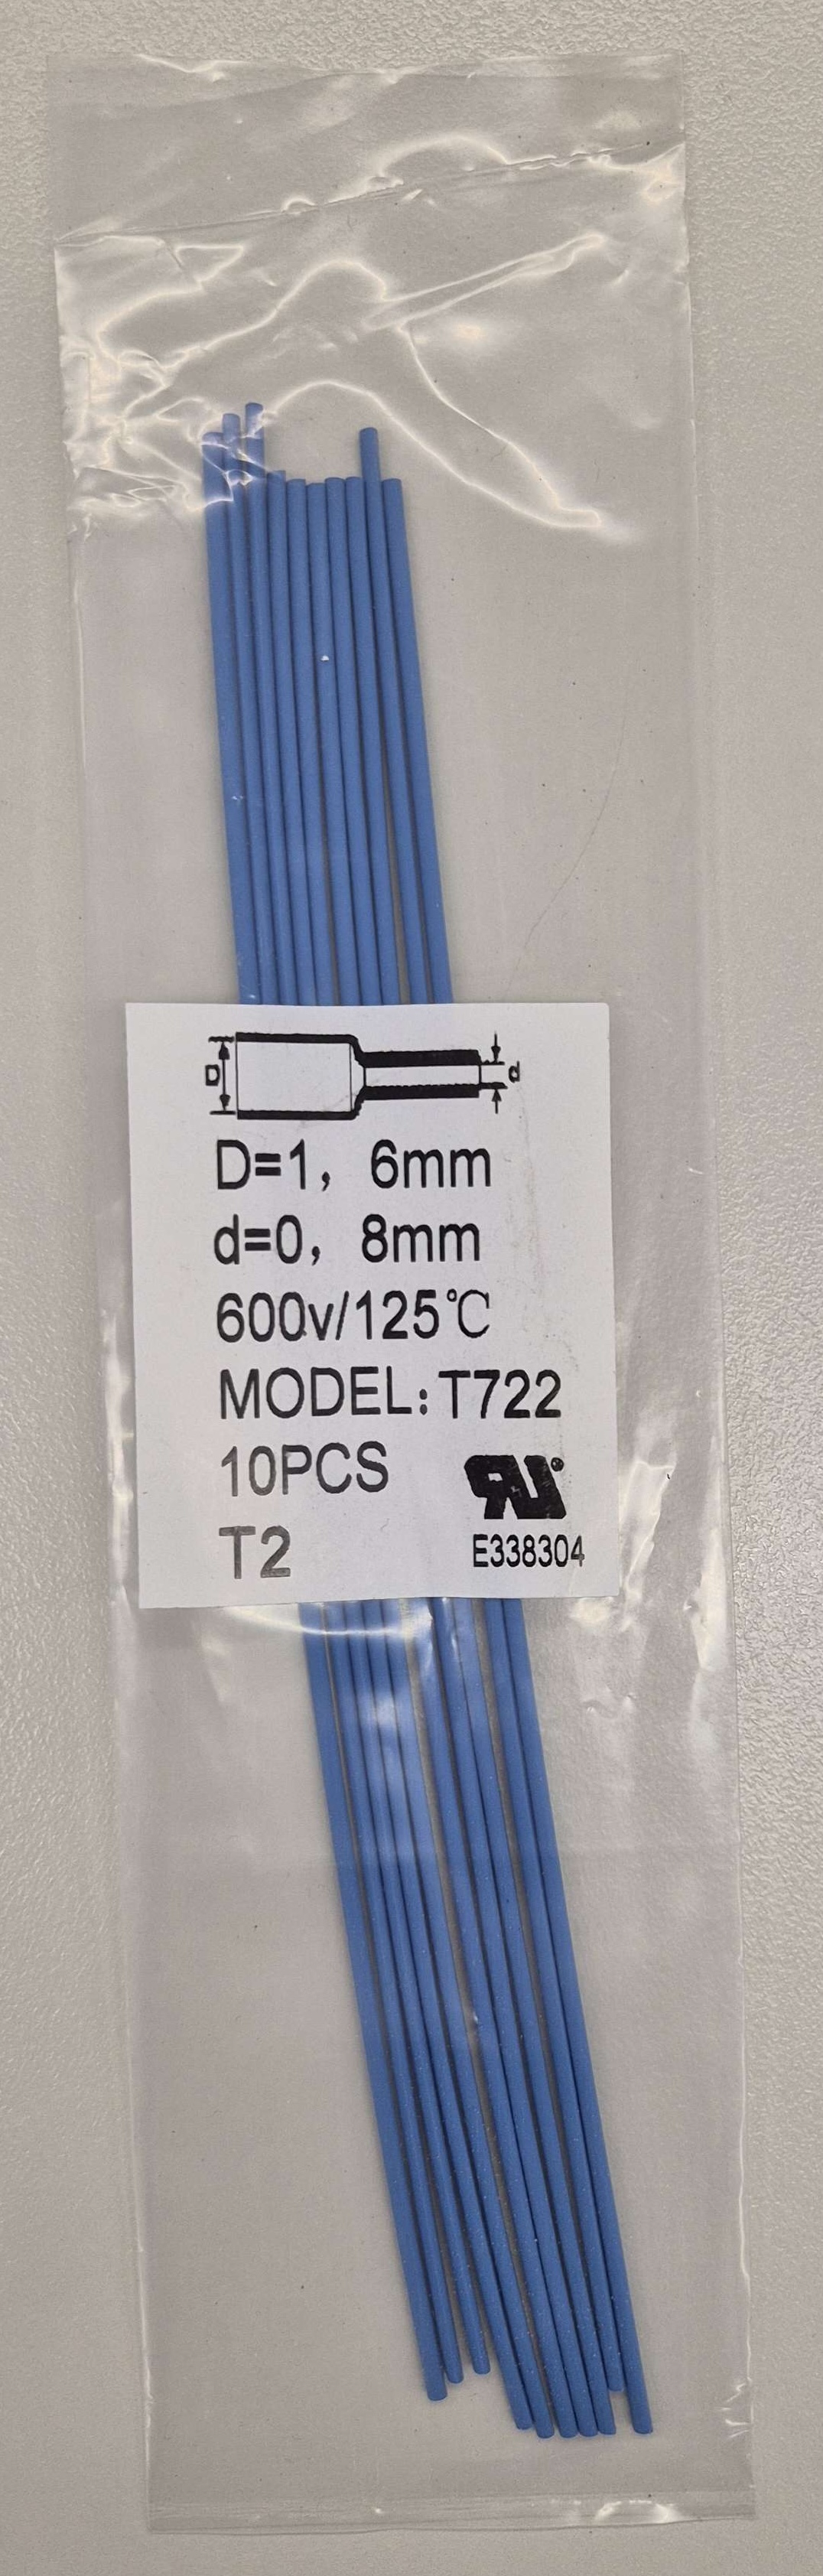 D d
D=1, 6mm
d=0, 8mm
600v/125℃
MODEL:T722
10PCS
T2
E338304